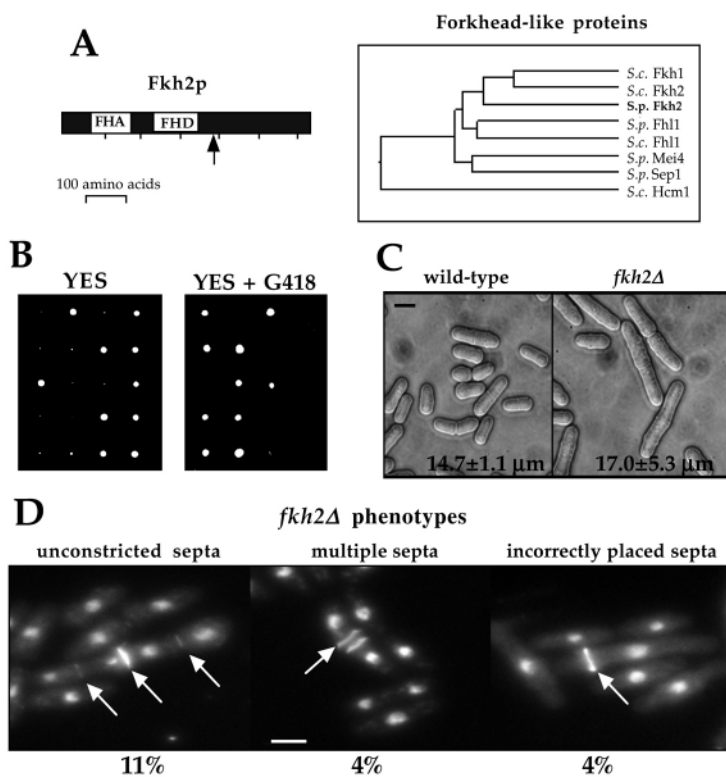 A
Fkh2p
FHA
FHD
100 amino acids
Forkhead-like proteins
S.c. Fkh1
S.c. Fkh2
S.p. Fkh2
S.p. Fhl1
S.c. Fhl1
S.p. Mei4
S.p. Sep1
S.c. Hcm1
B
YES
YES + G418
C
wild-type
fkh2Δ
14.7±1.1 μm
17.0±5.3 μm
D
fkh2Δ phenotypes
unconstricted septa
multiple septa
incorrectly placed septa
11%
4%
4%